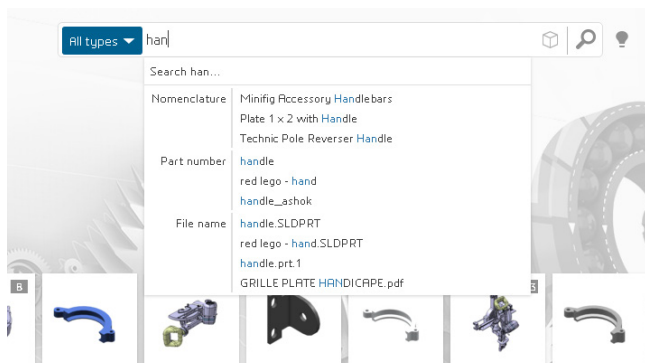 All types han
Search han...
Nomenclature Minifig Accessory Handlebars
Plate 1 x 2 with Handle
Technic Pole Reverser Handle
Part number handle
red lego - hand
handle_ashok
File name handle.SLDPRT
red lego - hand.SLDPRT
handle.prt.1
GRILLE PLATE HANDICAPE.pdf
B 3